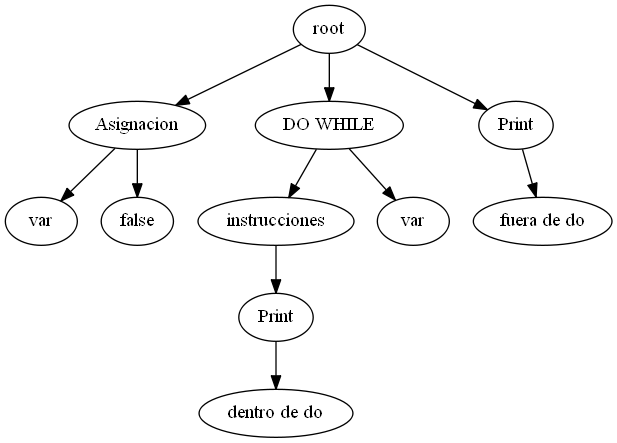 root
Asignacion
DO WHILE
Print
var
false
instrucciones
var
fuera de do
Print
dentro de do